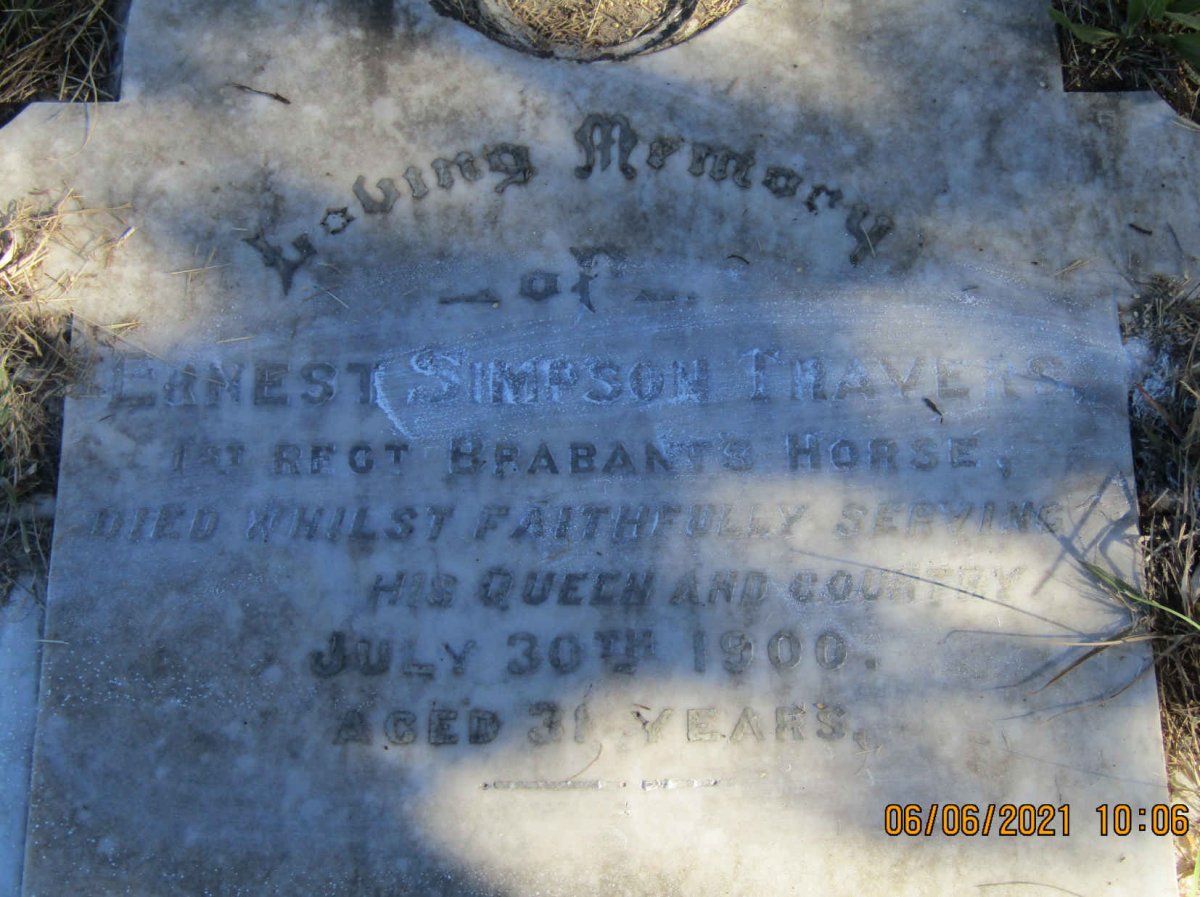 Loving Memory
of
ERNEST SIMPSON TRAVERS,
1ST REGT BRABANT'S HORSE,
DIED WHILST FAITHFULLY SERVING
HIS QUEEN AND COUNTRY
JULY 30TH 1900.
AGED 31 YEARS.
06/06/2021 10:06